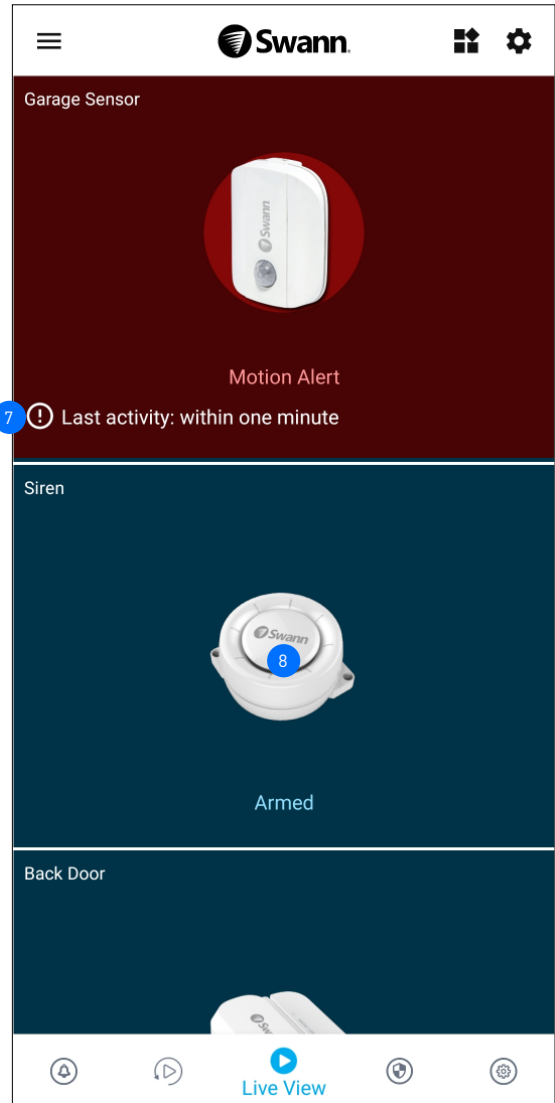 Swann.
Garage Sensor
Swann
Motion Alert
7
Last activity: within one minute
Siren
Swann
8
Armed
Back Door
Live View